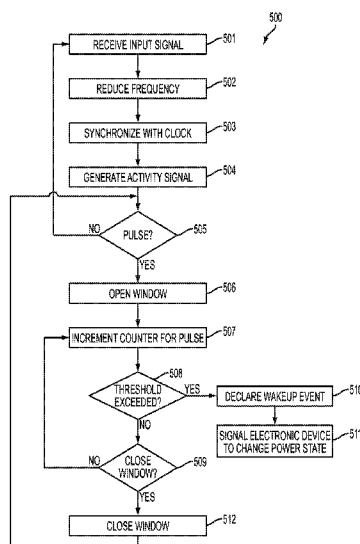 500
RECEIVE INPUT SIGNAL 501
REDUCE FREQUENCY 502
SYNCHRONIZE WITH CLOCK 503
GENERATE ACTIVITY SIGNAL 504
PULSE? 505
NO
YES
OPEN WINDOW 506
INCREMENT COUNTER FOR PULSE 507
508
THRESHOLD
EXCEEDED?
YES
DECLARE WAKEUP EVENT 510
NO
SIGNAL ELECTRONIC DEVICE
TO CHANGE POWER STATE 511
CLOSE
WINDOW? 509
NO
YES
CLOSE WINDOW 512